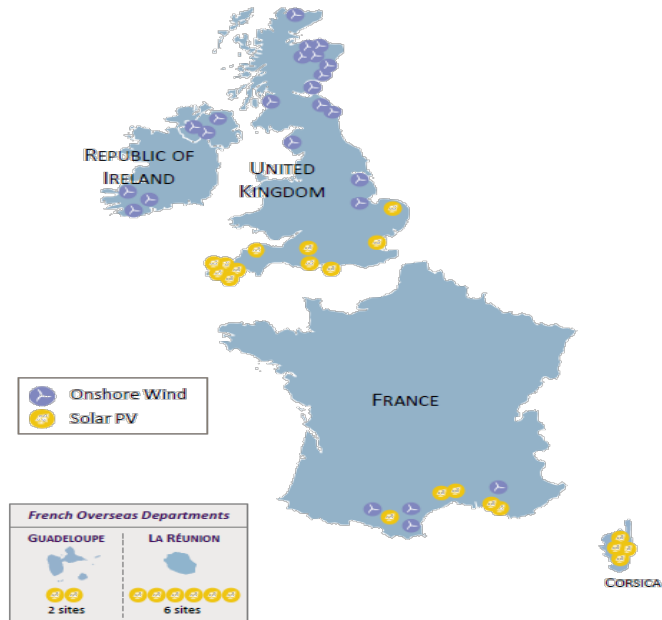 REPUBLIC OF
IRELAND
UNITED
KINGDOM
FRANCE
Onshore Wind
Solar PV
French Overseas Departments
GUADELOUPE
LA RÉUNION
2 sites
6 sites
CORSICA